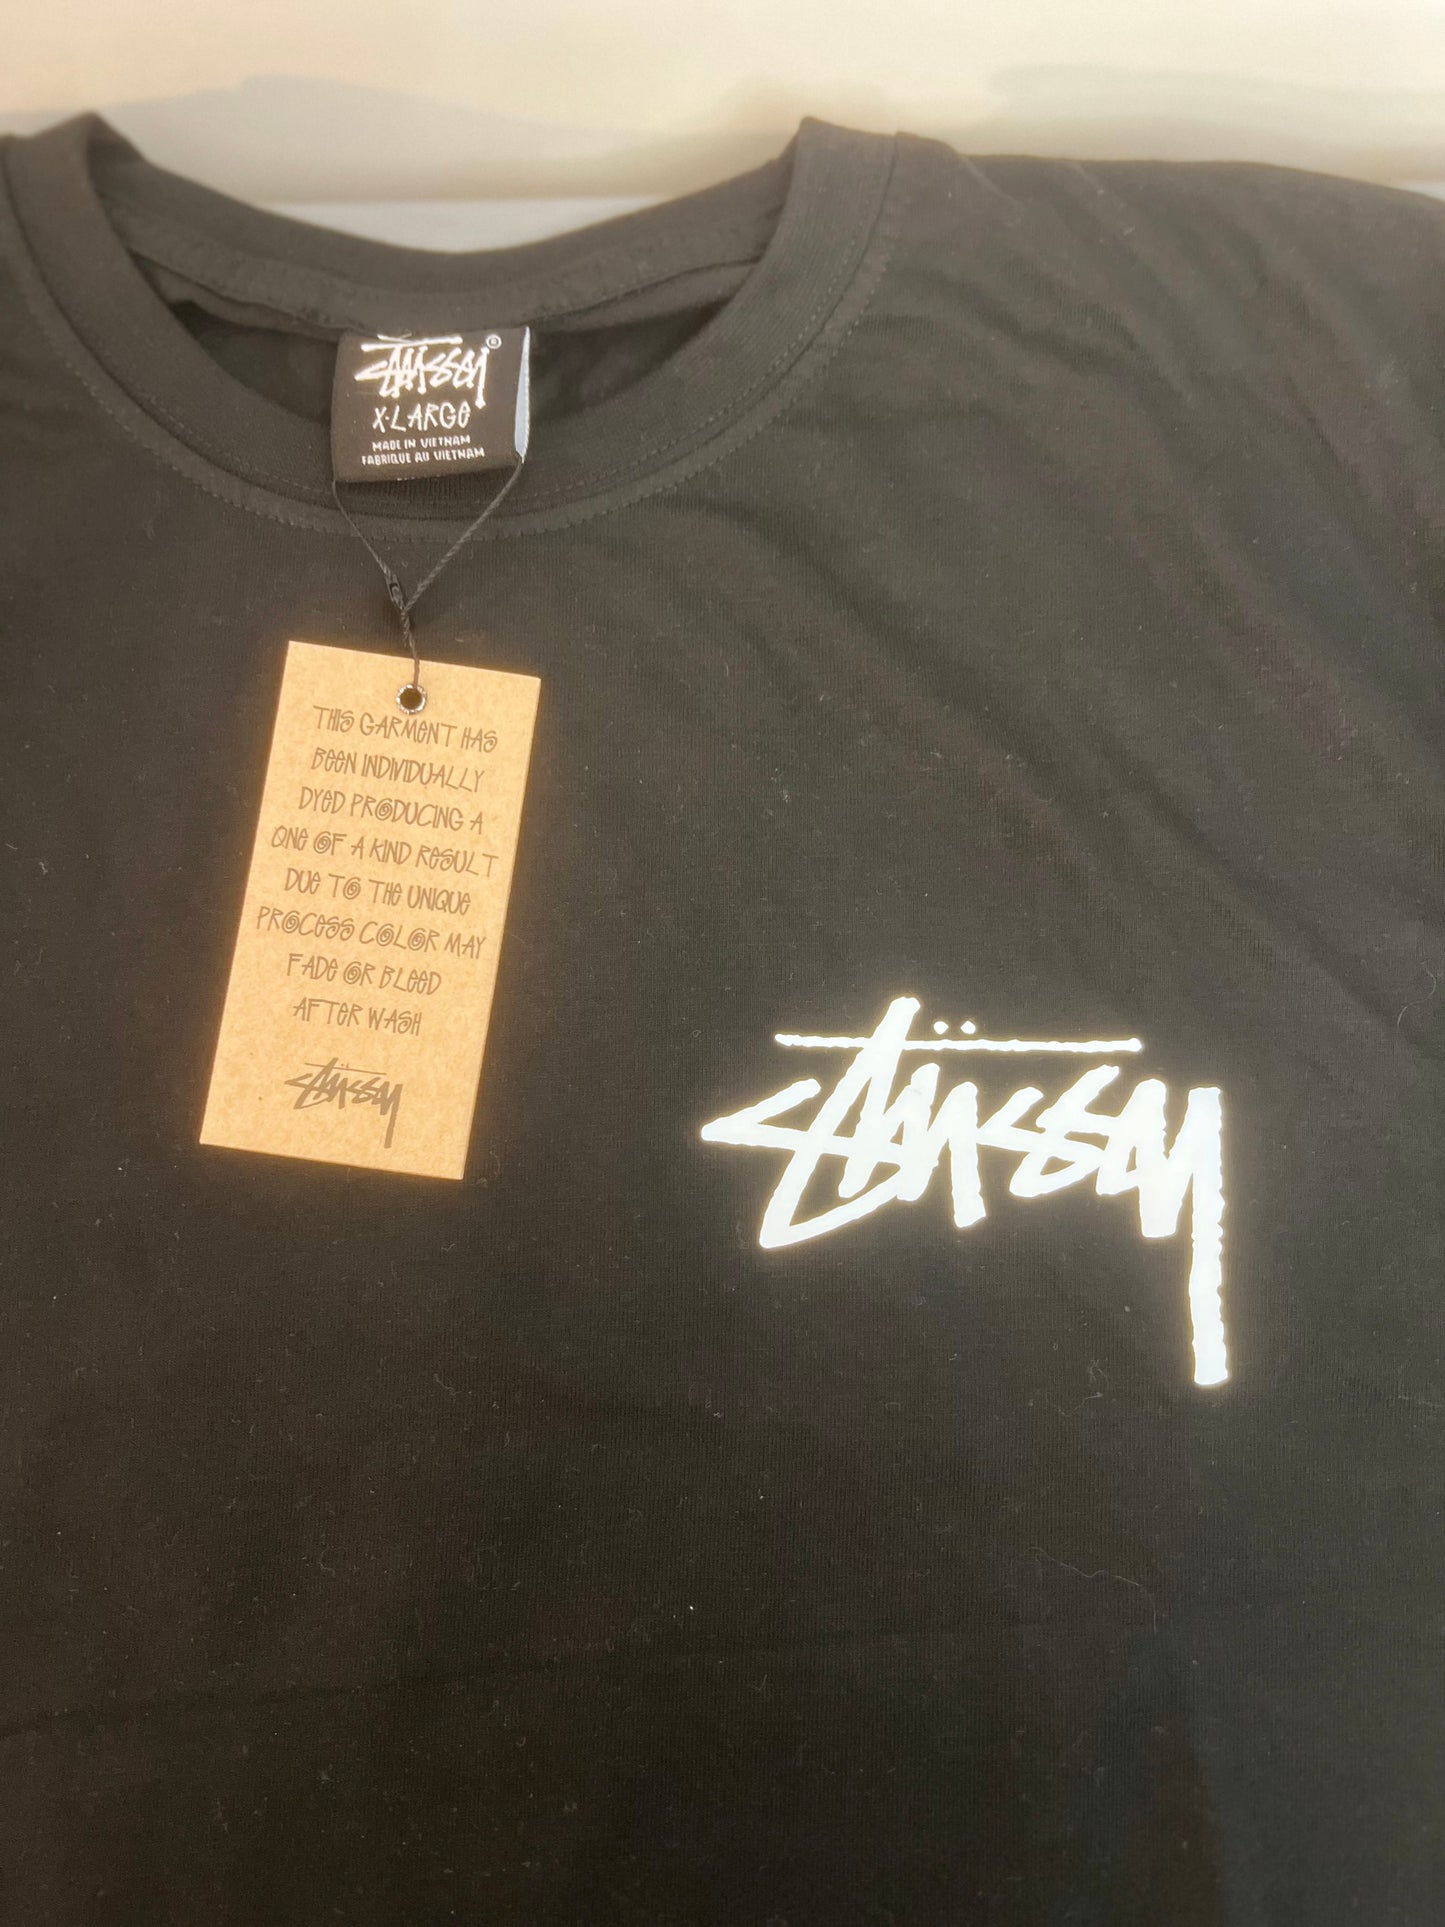 STÜSSY®
X-LARGE
MADE IN VIETNAM
FABRIQUE AU VIETNAM
THIS GARMENT HAS
BEEN INDIVIDUALLY
DYED PRODUCING A
ONE OF A KIND RESULT
DUE TO THE UNIQUE
PROCESS COLOR MAY
FADE OR BLEED
AFTER WASH
STÜSSY
STÜSSY